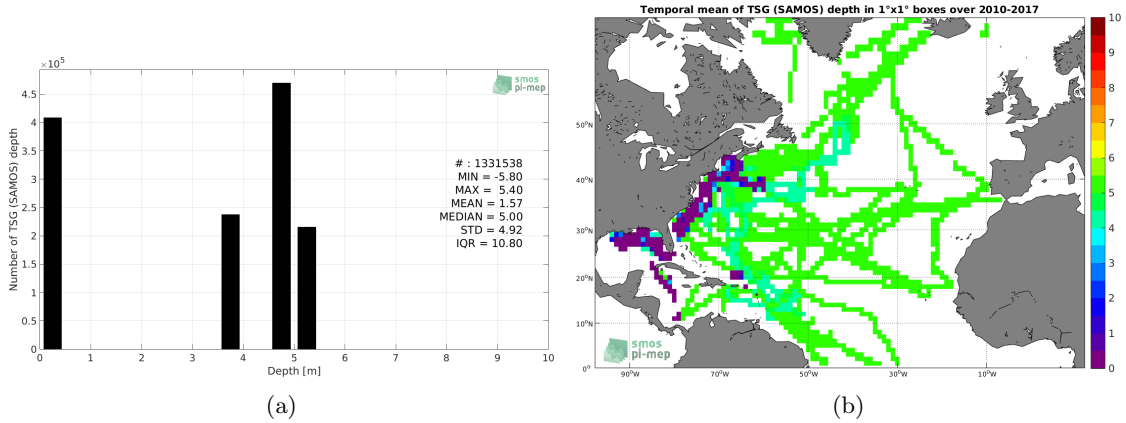 ×10⁵
4.5
4
3.5
3
2.5
2
1.5
1
0.5
0
Number of TSG (SAMOS) depth
smos
pi-mep
# : 1331538
MIN = -5.80
MAX = 5.40
MEAN = 1.57
MEDIAN = 5.00
STD = 4.92
IQR = 10.80
0 1 2 3 4 5 6 7 8 9 10
Depth [m]
(a)
Temporal mean of TSG (SAMOS) depth in 1°x1° boxes over 2010-2017
50°N
40°N
30°N
20°N
10°N
0°
90°W 70°W 50°W 30°W 10°W
smos
pi-mep
10
9
8
7
6
5
4
3
2
1
0
(b)